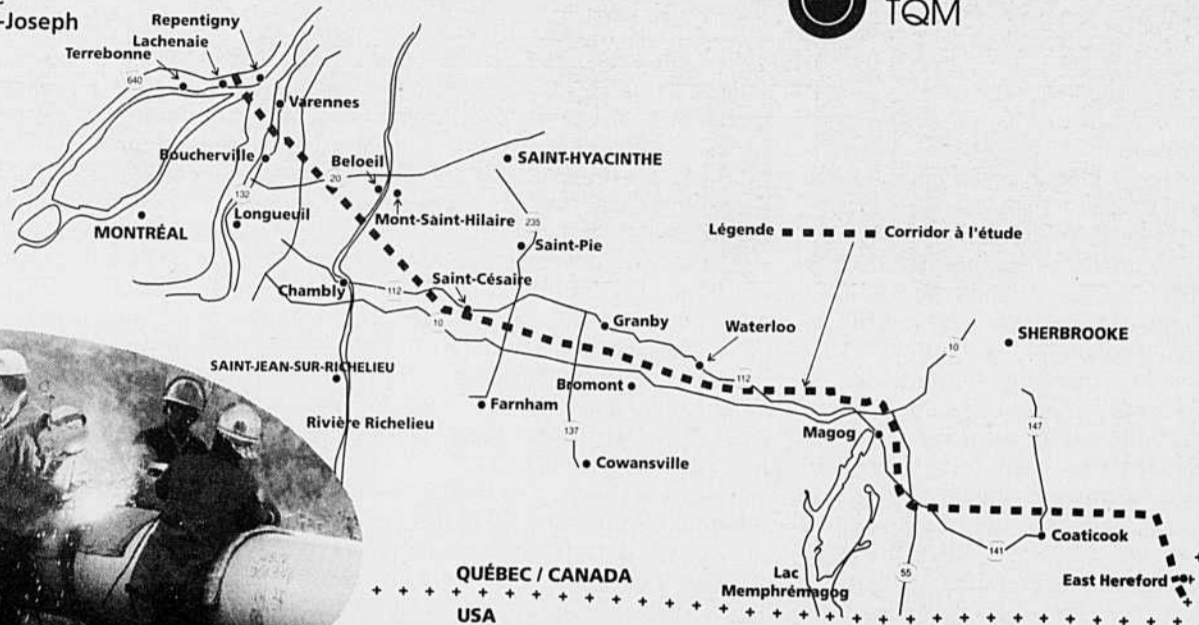 -Joseph
TQM
Repentigny
Lachenaie
Terrebonne
640
Varennes
Boucherville
Beloeil
20
SAINT-HYACINTHE
132
Longueuil
MONTRÉAL
Mont-Saint-Hilaire
235
Saint-Pie
Légende Corridor à l'étude
Saint-Césaire
Chambly
112
10
Granby
Waterloo
SHERBROOKE
10
SAINT-JEAN-SUR-RICHELIEU
Bromont
112
Farnham
Rivière Richelieu
137
Magog
147
Cowansville
Coaticook
141
55
Lac
Memphrémagog
East Hereford
QUÉBEC / CANADA
USA